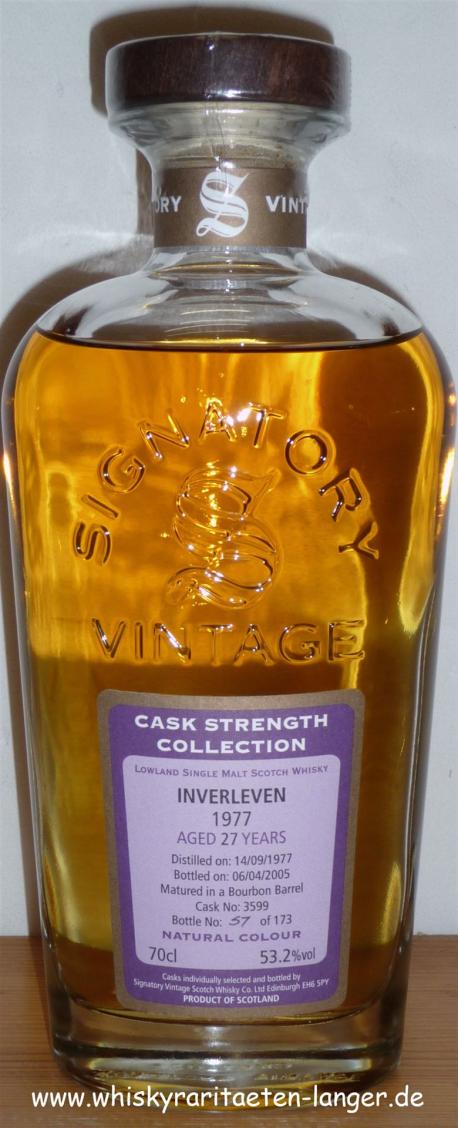 ORY S VINT
SIGNATORY
S
VINTAGE
CASK STRENGTH
COLLECTION
LOWLAND SINGLE MALT SCOTCH WHISKY
INVERLEVEN
1977
AGED 27 YEARS
Distilled on: 14/09/1977
Bottled on: 06/04/2005
Matured in a Bourbon Barrel
Cask No: 3599
Bottle No: 57 of 173
NATURAL COLOUR
70cl 53.2%vol
Casks individually selected and bottled by
Signatory Vintage Scotch Whisky Co. Ltd Edinburgh EH6 5PY
PRODUCT OF SCOTLAND
www.whiskyraritaeten-langer.de